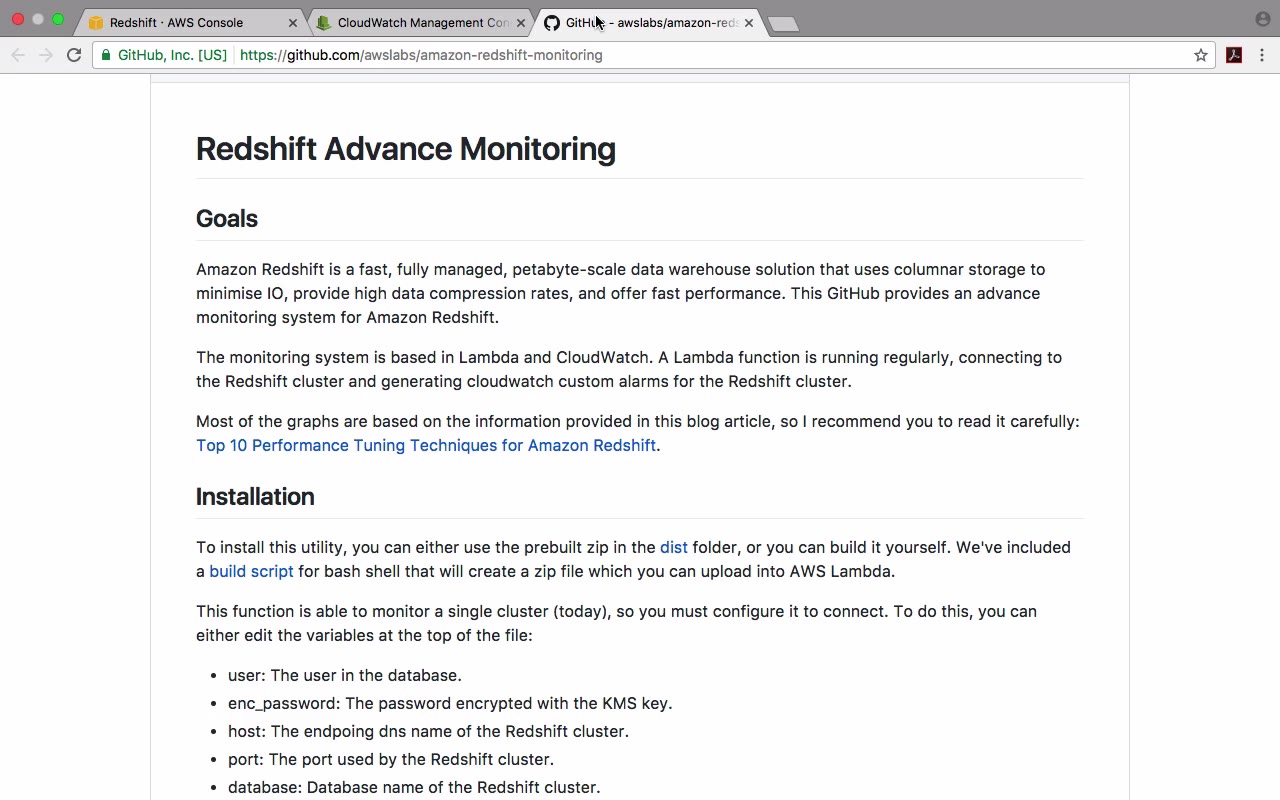 Redshift · AWS Console
CloudWatch Management Con
GitHub - awslabs/amazon-reds
GitHub, Inc. [US]
https://github.com/awslabs/amazon-redshift-monitoring
Redshift Advance Monitoring
Goals
Amazon Redshift is a fast, fully managed, petabyte-scale data warehouse solution that uses columnar storage to
minimise IO, provide high data compression rates, and offer fast performance. This GitHub provides an advance
monitoring system for Amazon Redshift.
The monitoring system is based in Lambda and CloudWatch. A Lambda function is running regularly, connecting to
the Redshift cluster and generating cloudwatch custom alarms for the Redshift cluster.
Most of the graphs are based on the information provided in this blog article, so I recommend you to read it carefully:
Top 10 Performance Tuning Techniques for Amazon Redshift.
Installation
To install this utility, you can either use the prebuilt zip in the dist folder, or you can build it yourself. We've included
a build script for bash shell that will create a zip file which you can upload into AWS Lambda.
This function is able to monitor a single cluster (today), so you must configure it to connect. To do this, you can
either edit the variables at the top of the file:
• user: The user in the database.
• enc_password: The password encrypted with the KMS key.
• host: The endpoing dns name of the Redshift cluster.
• port: The port used by the Redshift cluster.
• database: Database name of the Redshift cluster.